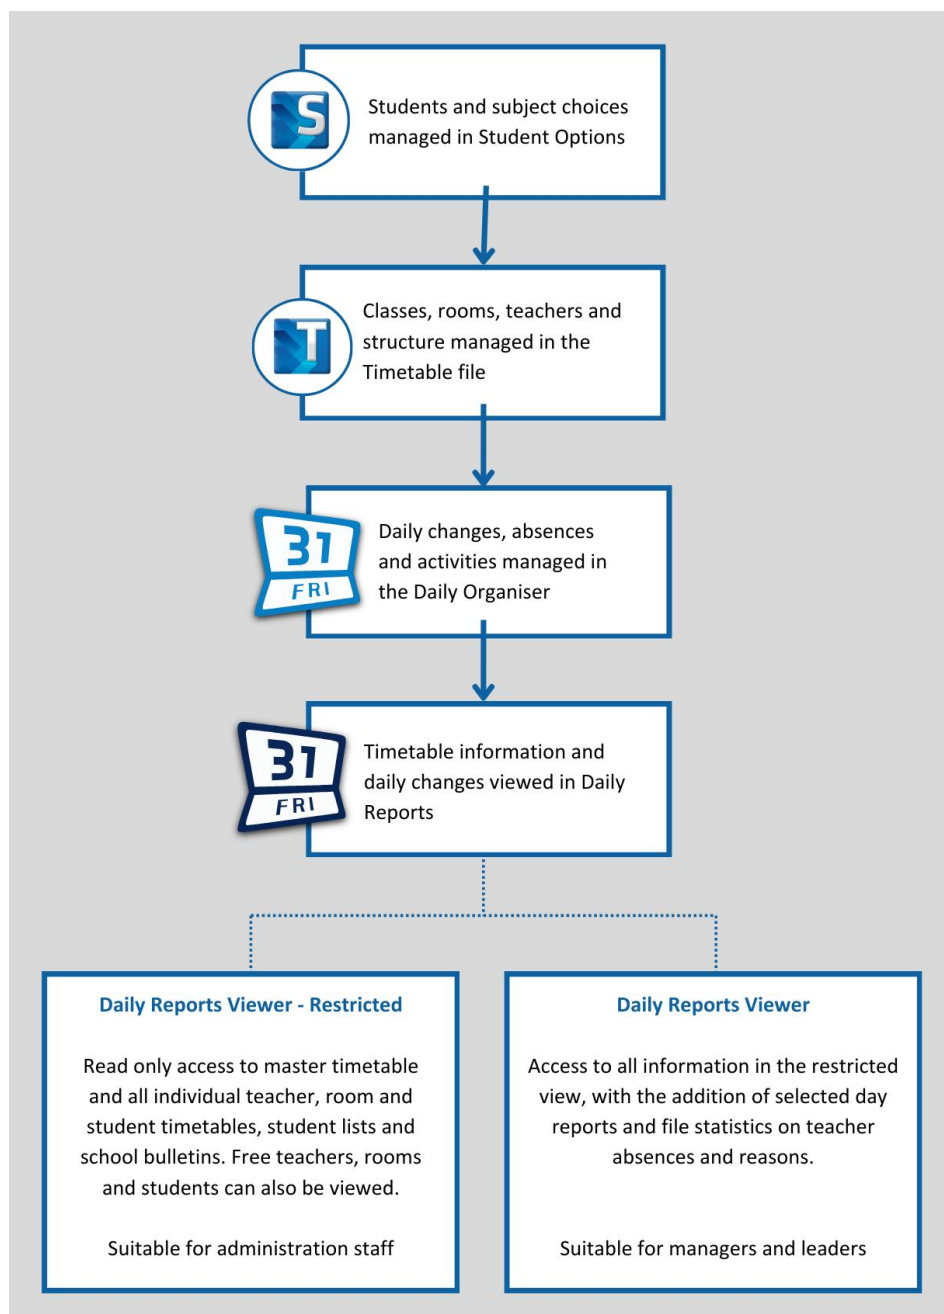 S
Students and subject choices
managed in Student Options
T
Classes, rooms, teachers and
structure managed in the
Timetable file
31
FRI
Daily changes, absences
and activities managed in
the Daily Organiser
31
FRI
Timetable information and
daily changes viewed in Daily
Reports
Daily Reports Viewer - Restricted
Read only access to master timetable
and all individual teacher, room and
student timetables, student lists and
school bulletins. Free teachers, rooms
and students can also be viewed.
Suitable for administration staff
Daily Reports Viewer
Access to all information in the restricted
view, with the addition of selected day
reports and file statistics on teacher
absences and reasons.
Suitable for managers and leaders